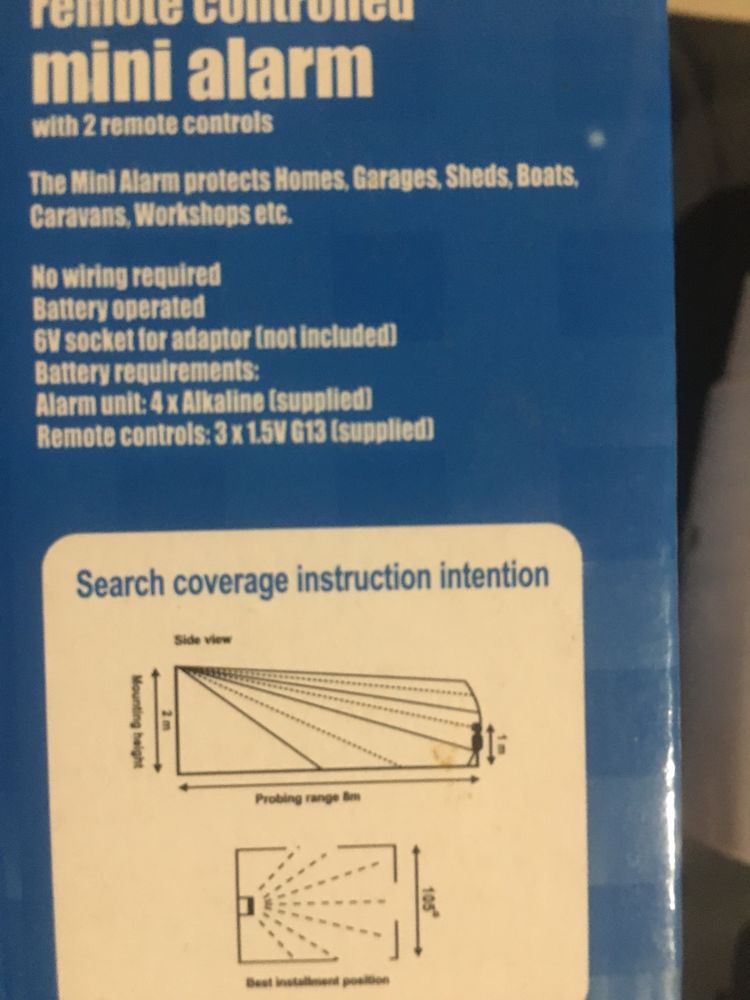 remote controlled
mini alarm
with 2 remote controls
The Mini Alarm protects Homes, Garages, Sheds, Boats,
Caravans, Workshops etc.
No wiring required
Battery operated
6V socket for adaptor (not included)
Battery requirements:
Alarm unit: 4 x Alkaline (supplied)
Remote controls: 3 x 1.5V G13 (supplied)
Search coverage instruction intention
Side view
Mounting height
2 m
1 m
Probing range 8m
105°
Best installment position